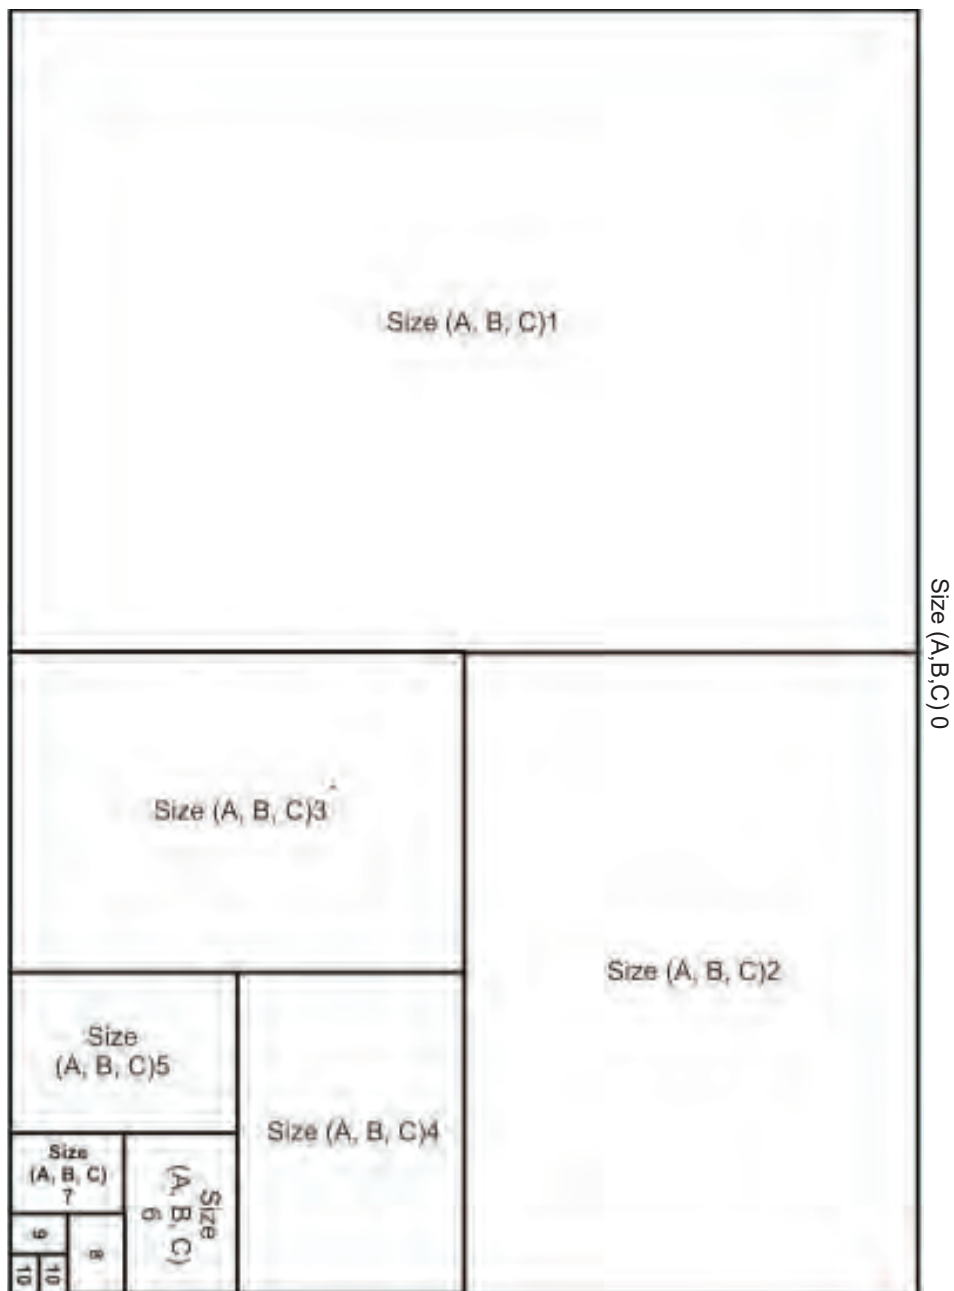 Size (A, B, C)1
Size (A,B,C) 0
Size (A, B, C)3
Size (A, B, C)2
Size
(A, B, C)5
Size (A, B, C)4
Size
(A, B, C)
7
Size
(A, B, C)
6
9
8
10
10